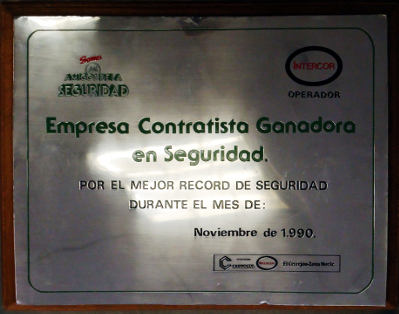 Somos
AMIGOS DE LA
SEGURIDAD
INTERCOR
OPERADOR
Empresa Contratista Ganadora
en Seguridad.
POR EL MEJOR RECORD DE SEGURIDAD
DURANTE EL MES DE:
Noviembre de 1.990.
El Cerrejón-Zona Norte